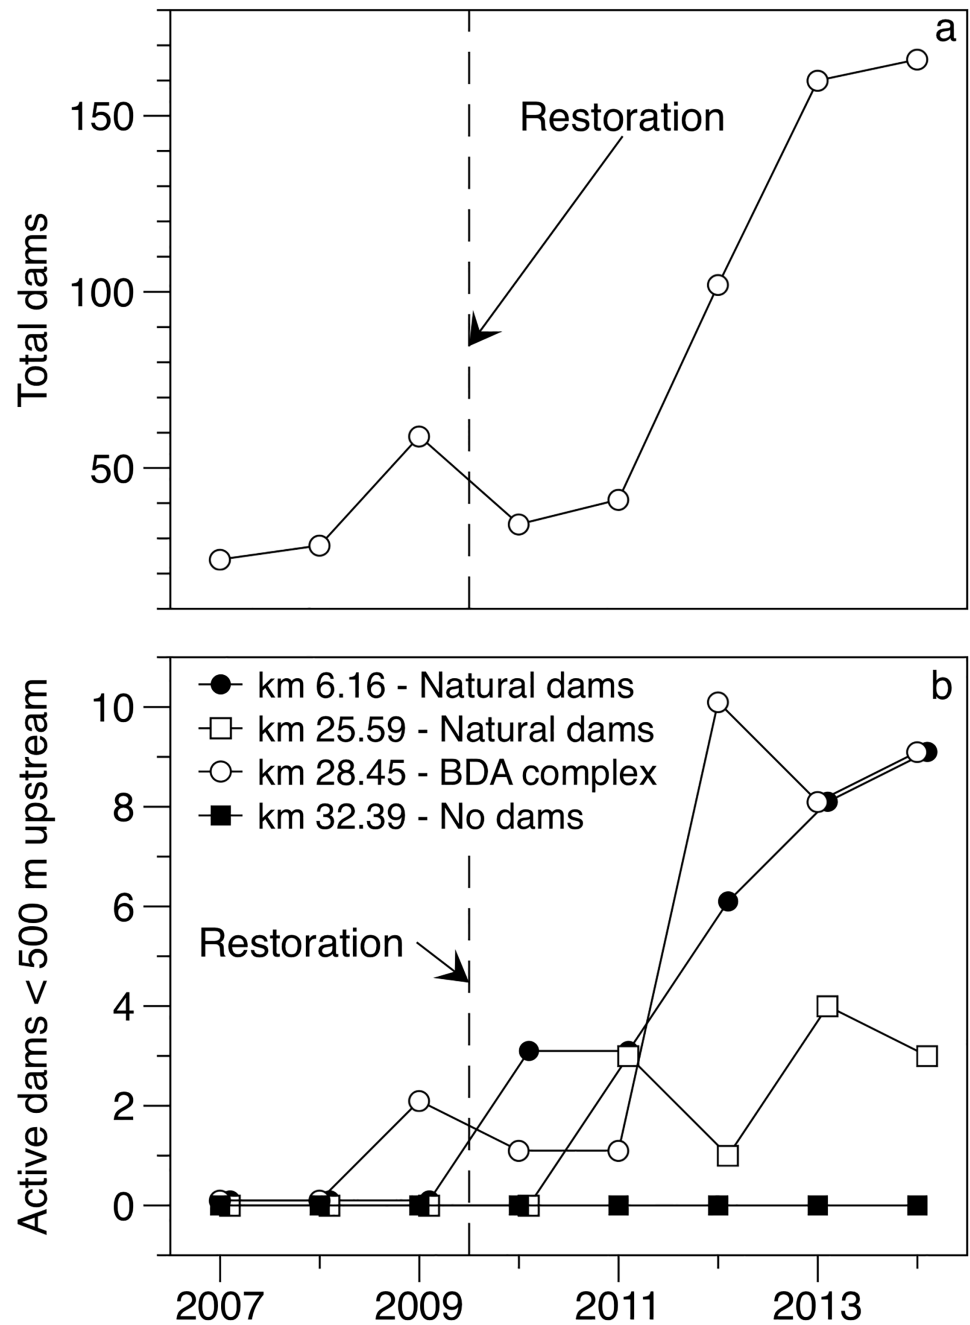 a
150
Restoration
100
50
Total dams
b
km 6.16 - Natural dams
km 25.59 - Natural dams
km 28.45 - BDA complex
km 32.39 - No dams
10
8
6
Restoration
4
2
0
Active dams < 500 m upstream
2007 2009 2011 2013